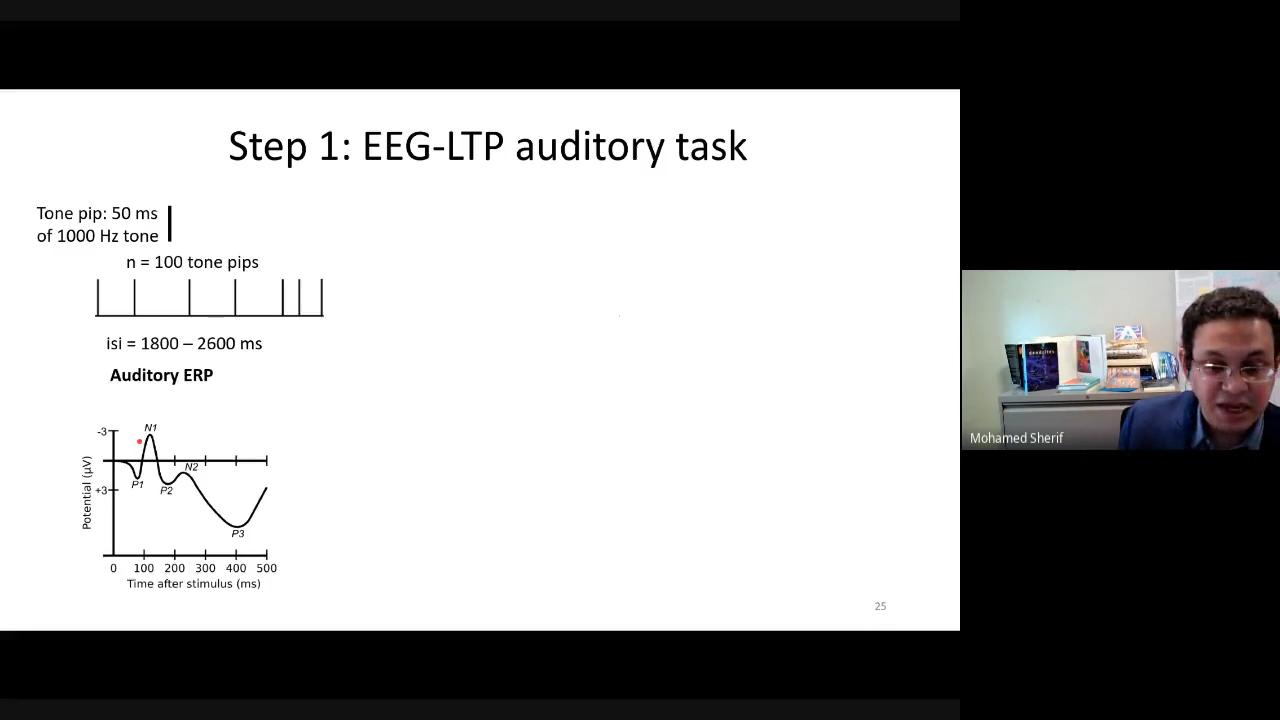 Step 1: EEG-LTP auditory task
Tone pip: 50 ms
of 1000 Hz tone
n = 100 tone pips
isi = 1800 – 2600 ms
Auditory ERP
-3
N1
N2
+3
P1
P2
P3
Potential (μV)
0 100 200 300 400 500
Time after stimulus (ms)
25
Mohamed Sherif